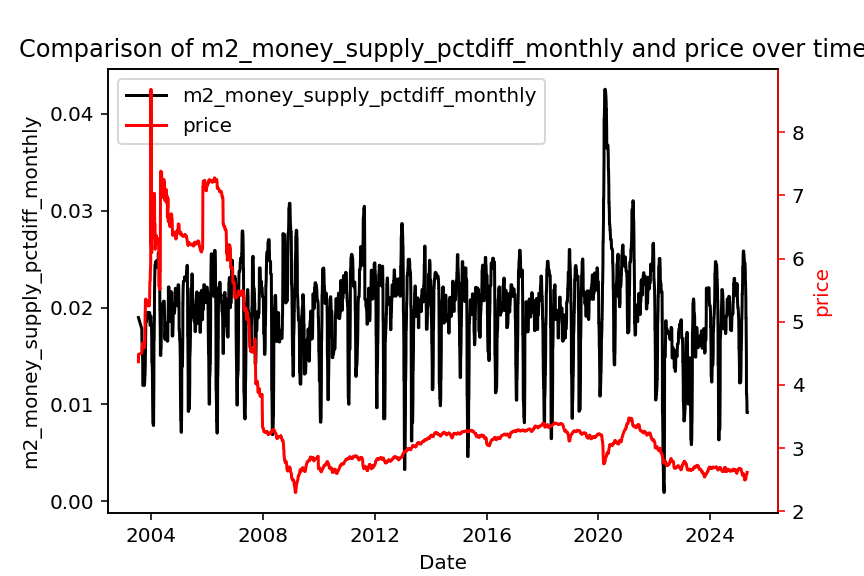 Comparison of m2_money_supply_pctdiff_monthly and price over time
m2_money_supply_pctdiff_monthly
price
0.04
0.03
0.02
0.01
0.00
m2_money_supply_pctdiff_monthly
8
7
6
5
4
3
2
price
2004 2008 2012 2016 2020 2024
Date